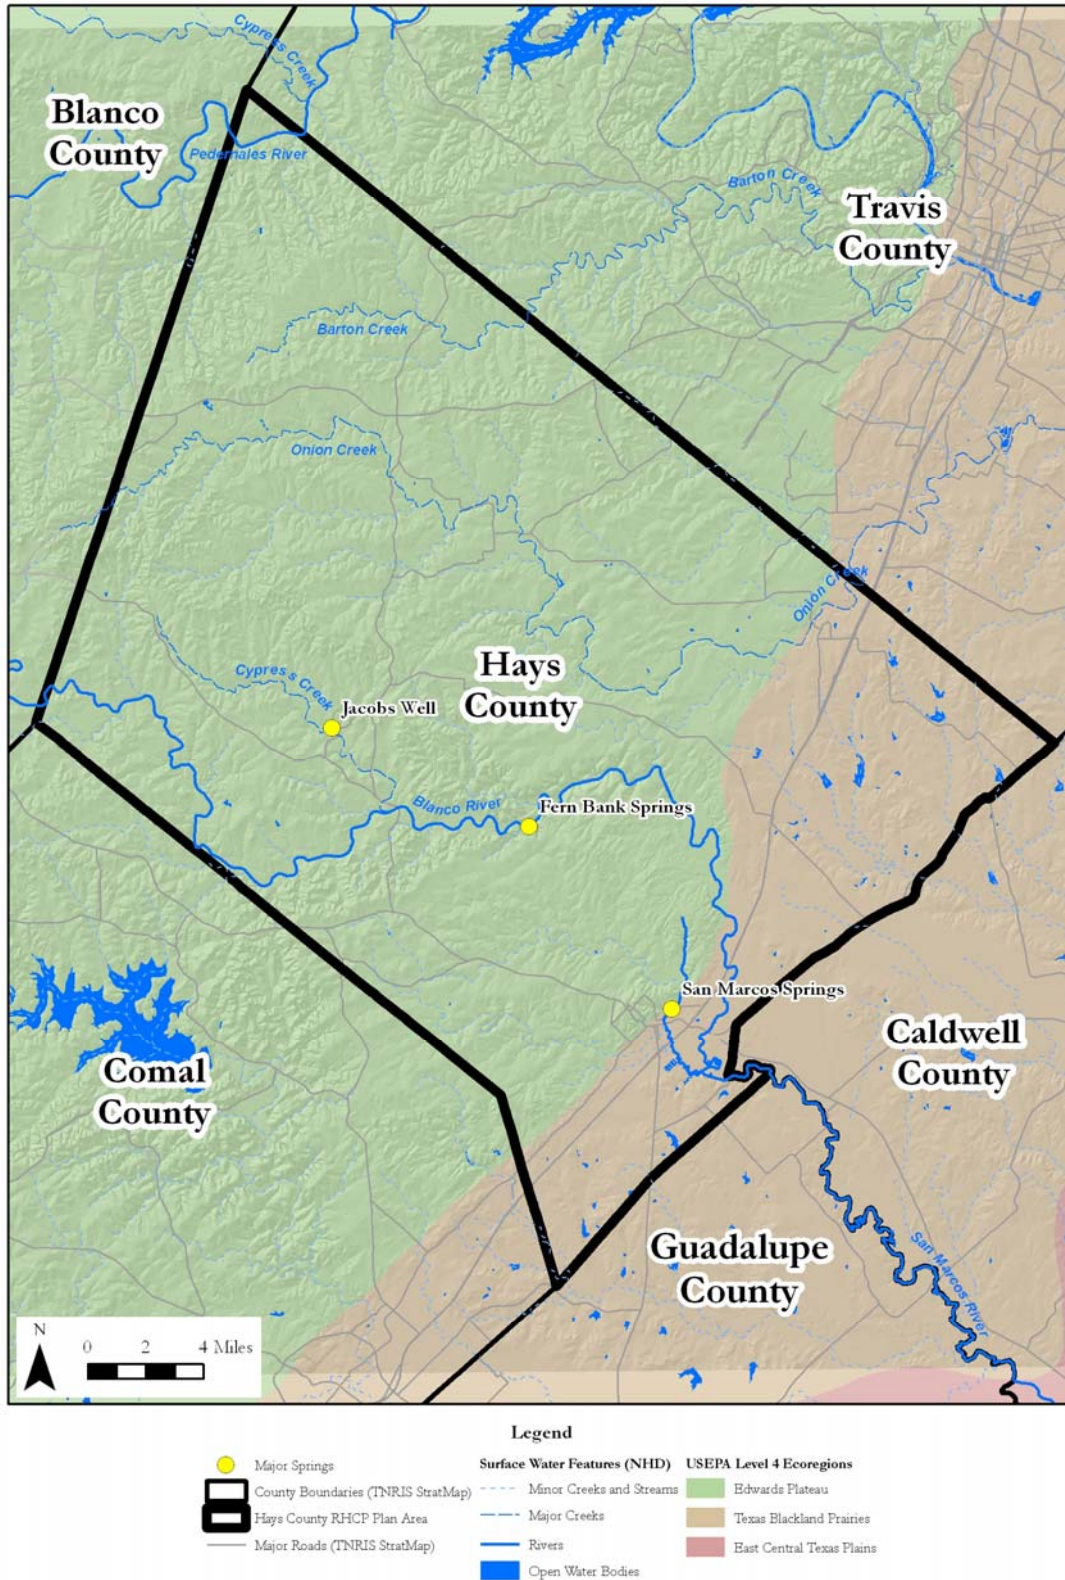 Cypress Creek
Blanco
County
Pedernales River
Barton Creek
Travis
County
Barton Creek
Onion Creek
Onion Creek
Hays
County
Cypress Creek
Jacobs Well
Blanco River
Fern Bank Springs
San Marcos Springs
Caldwell
County
Comal
County
Guadalupe
County
San Marcos River
N
0 2 4 Miles
Legend
Major Springs
County Boundaries (TNRIS StratMap)
Hays County RHCP Plan Area
Major Roads (TNRIS StratMap)
Surface Water Features (NHD)
Minor Creeks and Streams
Major Creeks
Rivers
Open Water Bodies
USEPA Level 4 Ecoregions
Edwards Plateau
Texas Blackland Prairies
East Central Texas Plains